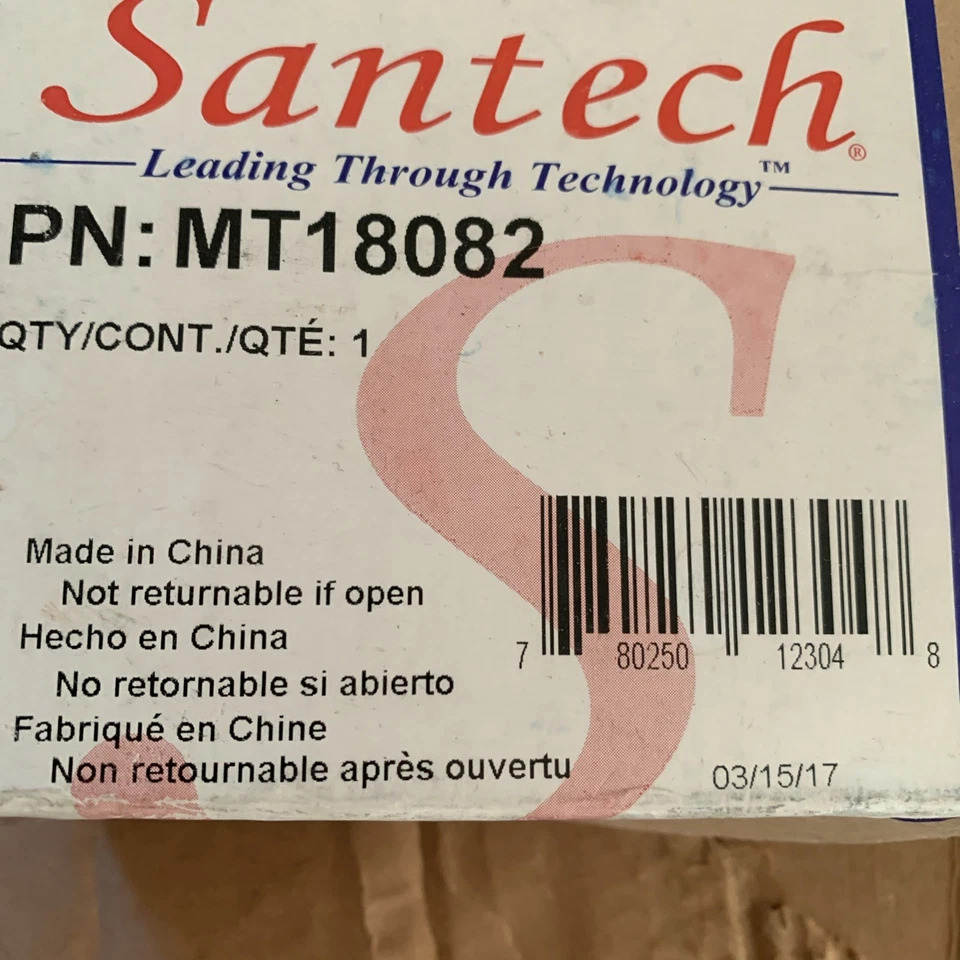 Santech®
Leading Through Technology™
PN: MT18082
QTY/CONT./QTÉ: 1
Made in China
Not returnable if open
Hecho en China
No retornable si abierto
Fabriqué en Chine
Non retournable après ouvertu
7 80250 12304 8
03/15/17